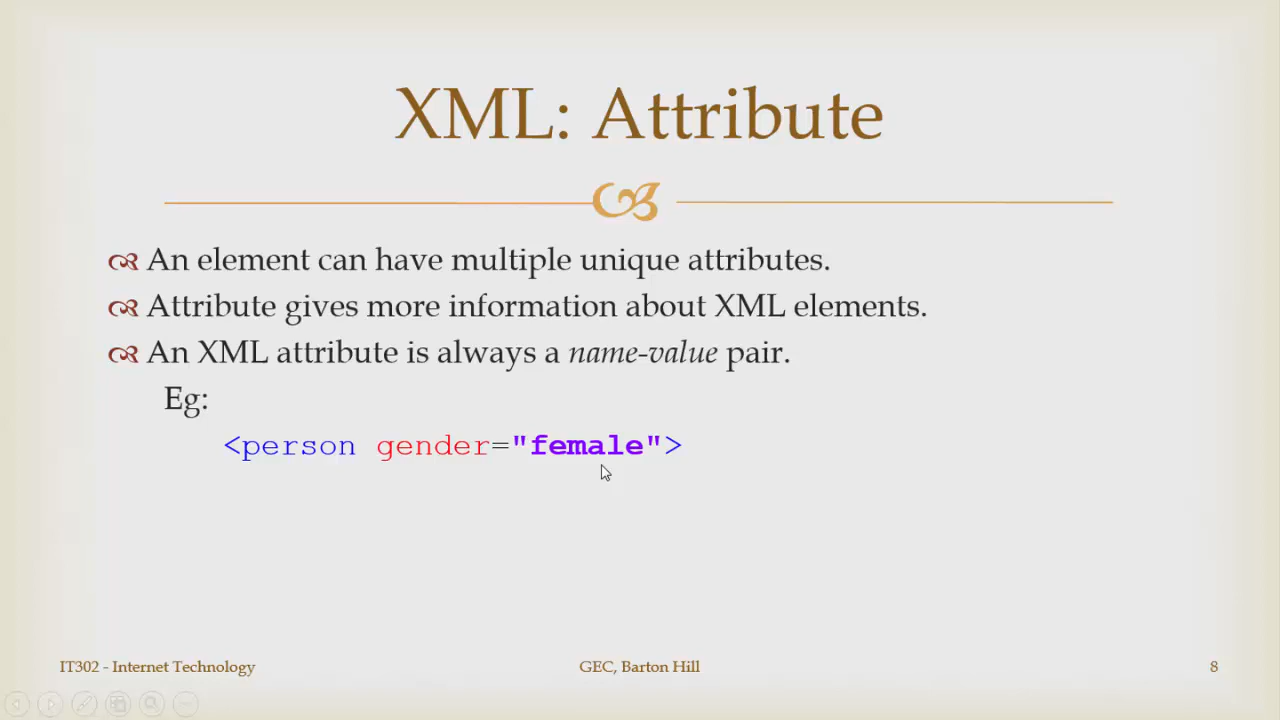 XML: Attribute
An element can have multiple unique attributes.
Attribute gives more information about XML elements.
An XML attribute is always a name-value pair.
Eg:
<person gender="female">
IT302 - Internet Technology
GEC, Barton Hill
8